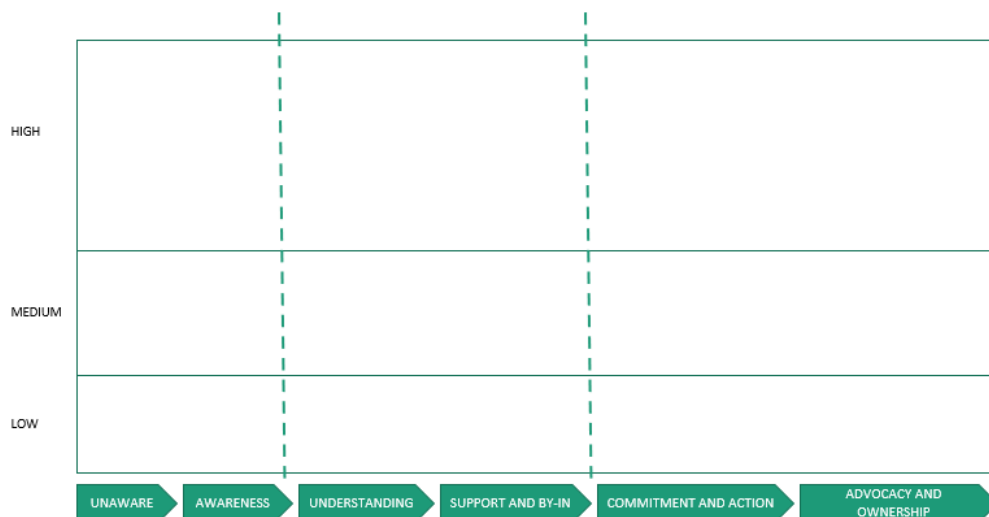 HIGH
MEDIUM
LOW
UNAWARE
AWARENESS
UNDERSTANDING
SUPPORT AND BY-IN
COMMITMENT AND ACTION
ADVOCACY AND
OWNERSHIP